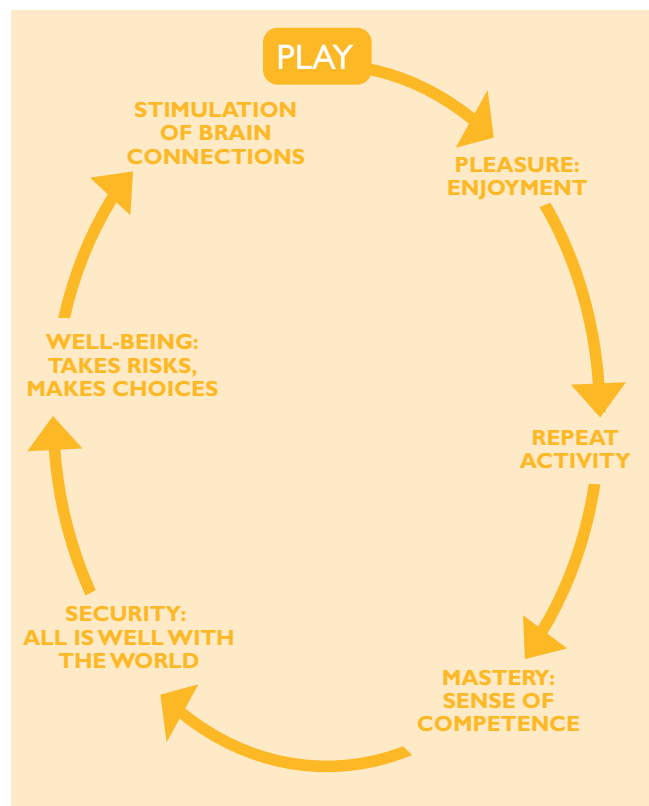 PLAY
PLEASURE:
ENJOYMENT
REPEAT
ACTIVITY
MASTERY:
SENSE OF
COMPETENCE
SECURITY:
ALL IS WELL WITH
THE WORLD
WELL-BEING:
TAKES RISKS,
MAKES CHOICES
STIMULATION
OF BRAIN
CONNECTIONS